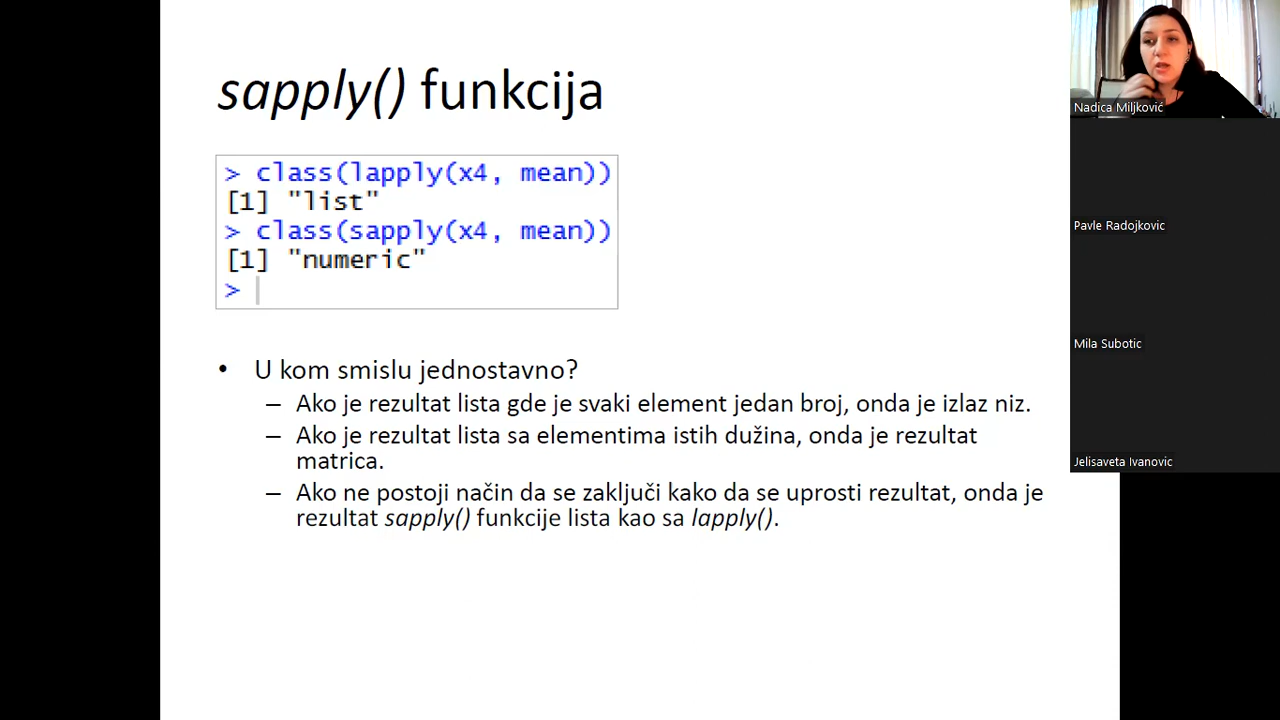 sapply() funkcija
> class(lapply(x4, mean))
[1] "list"
> class(sapply(x4, mean))
[1] "numeric"
>
• U kom smislu jednostavno?
– Ako je rezultat lista gde je svaki element jedan broj, onda je izlaz niz.
– Ako je rezultat lista sa elementima istih dužina, onda je rezultat
matrica.
– Ako ne postoji način da se zaključi kako da se uprosti rezultat, onda je
rezultat sapply() funkcije lista kao sa lapply().
Nadica Miljković
Pavle Radojkovic
Mila Subotic
Jelisaveta Ivanovic